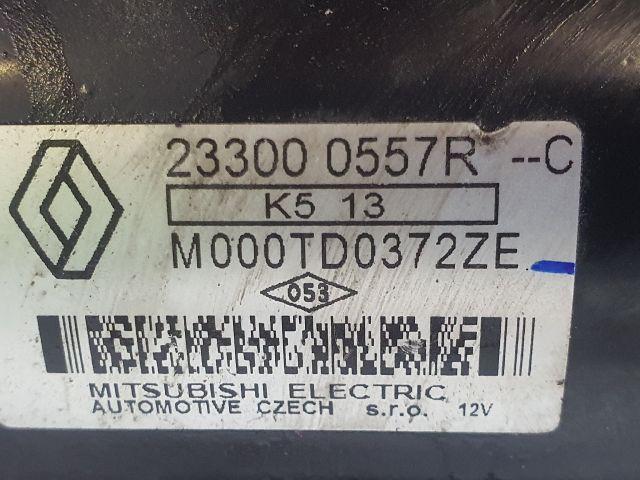 23300 0557R --C
K5 13
M000TD0372ZE
053
MITSUBISHI ELECTRIC
AUTOMOTIVE CZECH s.r.o. 12V